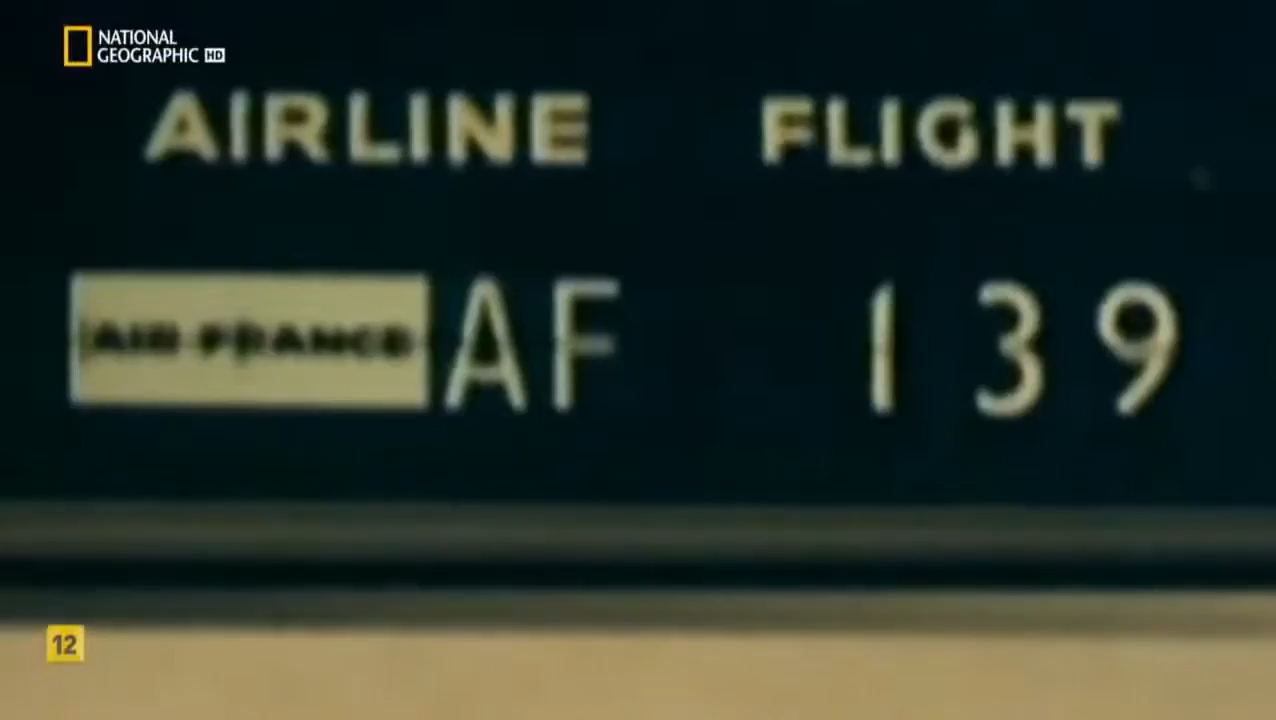 NATIONAL
GEOGRAPHIC HD
AIRLINE FLIGHT
AIR FRANCE AF 139
12